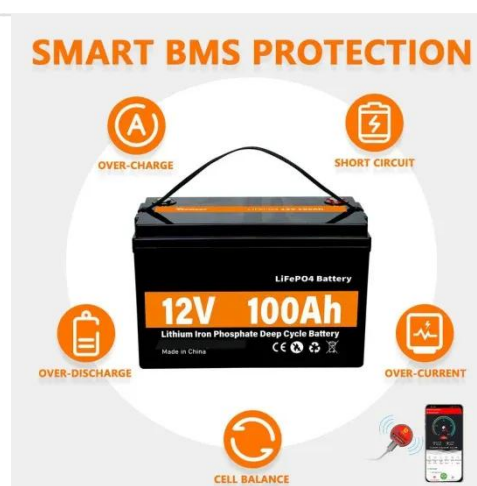 SMART BMS PROTECTION
OVER-CHARGE
SHORT CIRCUIT
LiFePO4 Battery
12V 100Ah
Lithium Iron Phosphate Deep Cycle Battery
Made in China
CE
OVER-DISCHARGE
OVER-CURRENT
CELL BALANCE